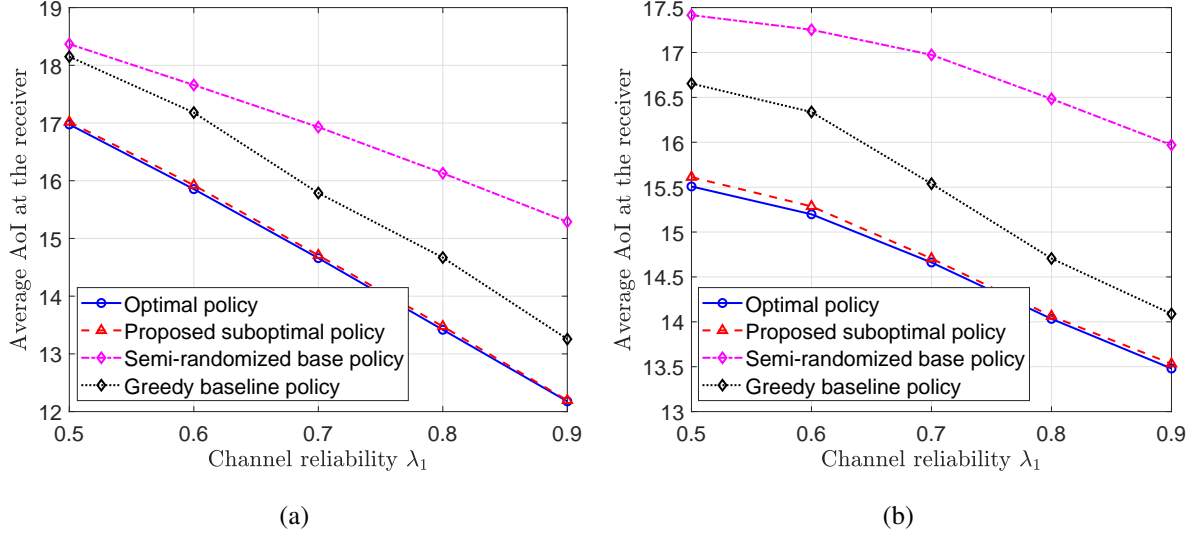 19
18
17
16
15
14
13
12
Average AoI at the receiver
Optimal policy
Proposed suboptimal policy
Semi-randomized base policy
Greedy baseline policy
0.5 0.6 0.7 0.8 0.9
Channel reliability λ₁
(a)
17.5
17
16.5
16
15.5
15
14.5
14
13.5
13
Average AoI at the receiver
Optimal policy
Proposed suboptimal policy
Semi-randomized base policy
Greedy baseline policy
0.5 0.6 0.7 0.8 0.9
Channel reliability λ₁
(b)